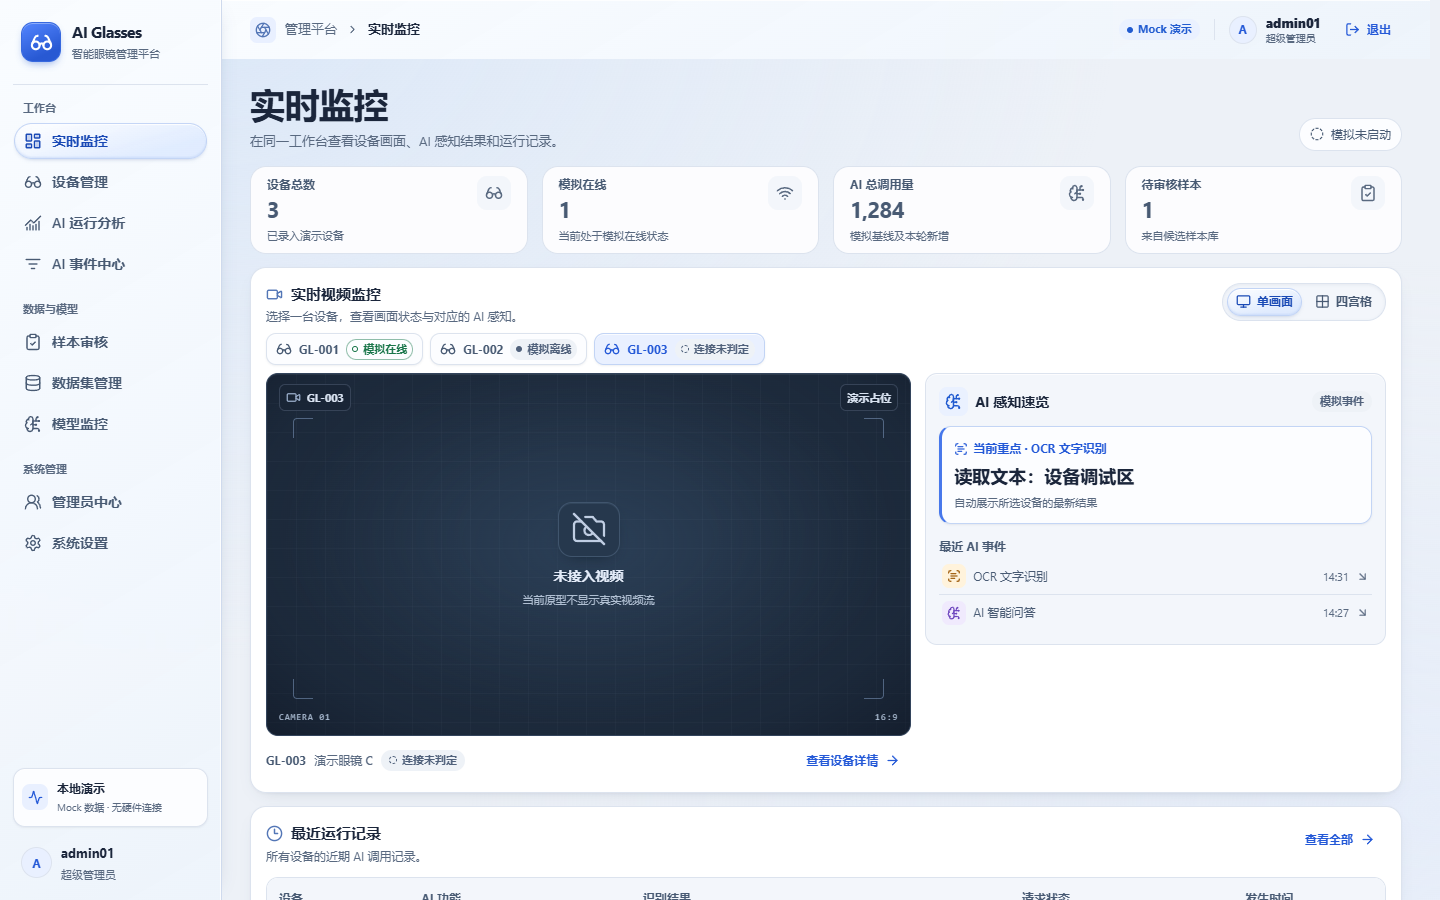 AI Glasses
智能眼镜管理平台
工作台
实时监控
设备管理
AI 运行分析
AI 事件中心
数据与模型
样本审核
数据集管理
模型监控
系统管理
管理员中心
系统设置
本地演示
Mock 数据 · 无硬件连接
A
admin01
超级管理员
管理平台 > 实时监控
Mock 演示
A
admin01
超级管理员
退出
实时监控
在同一工作台查看设备画面、AI 感知结果和运行记录。
模拟未启动
设备总数
3
已录入演示设备
模拟在线
1
当前处于模拟在线状态
AI 总调用量
1,284
模拟基线及本轮新增
待审核样本
1
来自候选样本库
实时视频监控
选择一台设备，查看画面状态与对应的 AI 感知。
单画面
四宫格
GL-001 模拟在线
GL-002 模拟离线
GL-003 连接未判定
GL-003
演示占位
未接入视频
当前原型不显示真实视频流
CAMERA 01
16:9
GL-003 演示眼镜 C 连接未判定
查看设备详情
AI 感知速览
模拟事件
当前重点 · OCR 文字识别
读取文本：设备调试区
自动展示所选设备的最新结果
最近 AI 事件
OCR 文字识别 14:31
AI 智能问答 14:27
最近运行记录
所有设备的近期 AI 调用记录。
查看全部
设备 AI 功能 识别结果 请求状态 发生时间